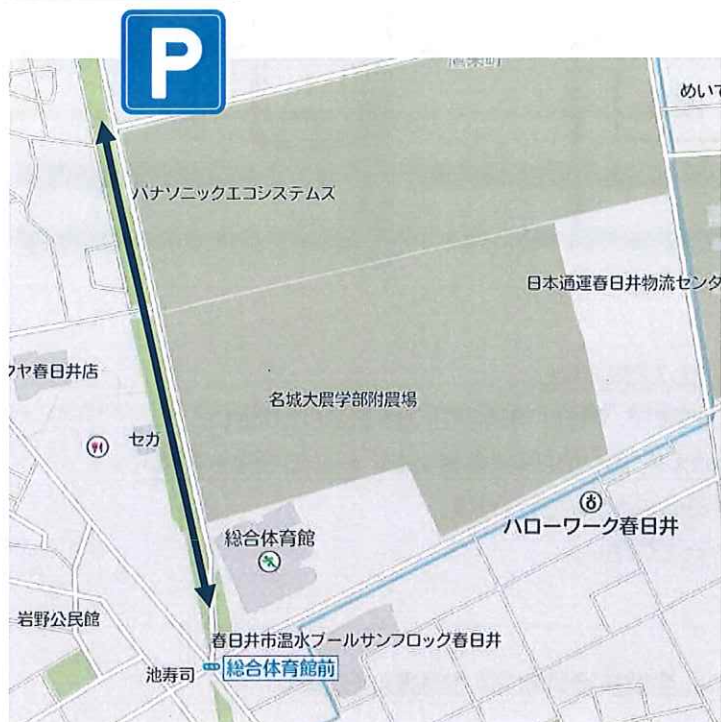 P
めいて
パナソニックエコシステムズ
日本通運春日井物流センタ
ヤ春日井店
名城大農学部附農場
セガ
総合体育館
ハローワーク春日井
岩野公民館
春日井市温水プールサンフロッグ春日井
池寿司
総合体育館前